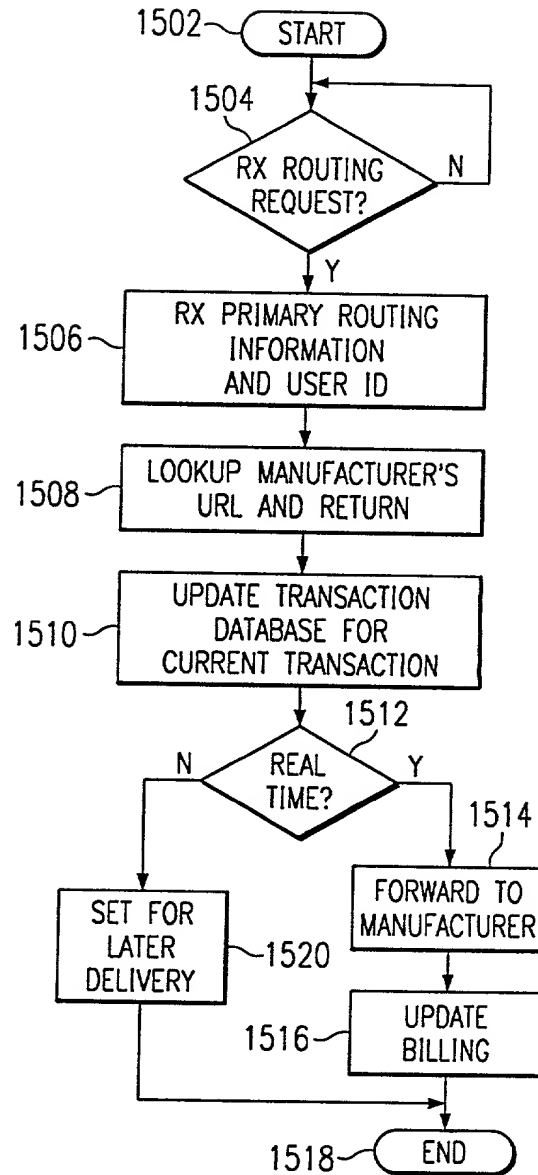 1502
START
1504
RX ROUTING
REQUEST?
N
Y
1506
RX PRIMARY ROUTING
INFORMATION
AND USER ID
1508
LOOKUP MANUFACTURER'S
URL AND RETURN
1510
UPDATE TRANSACTION
DATABASE FOR
CURRENT TRANSACTION
1512
N
REAL
TIME?
Y
1514
FORWARD TO
MANUFACTURER
SET FOR
LATER
DELIVERY
1520
1516
UPDATE
BILLING
1518
END